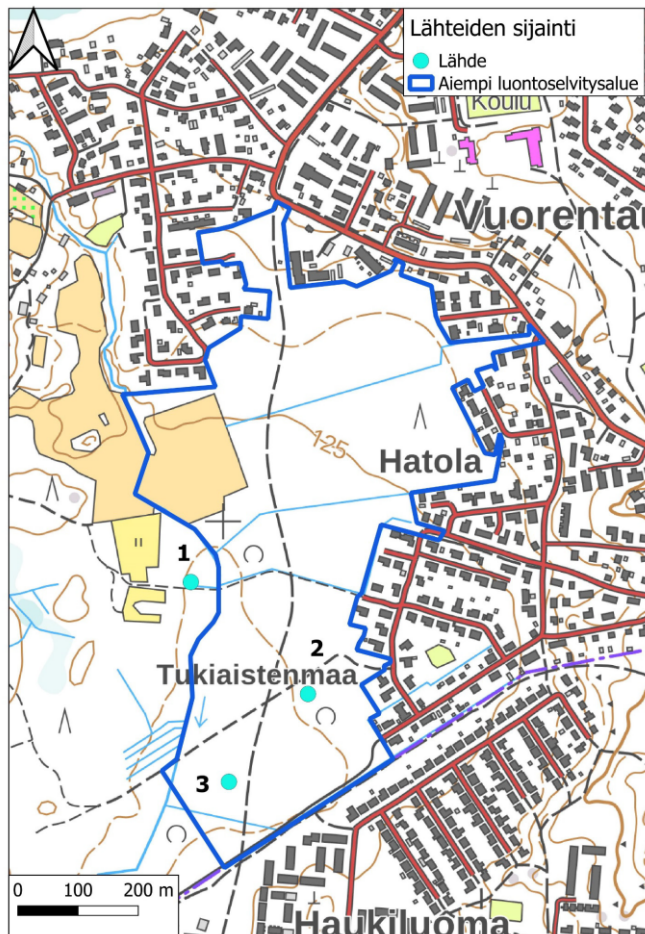 Lähteiden sijainti
Lähde
Aiempi luontoselvitysalue
Koulu
Vuorentau
125
Hatola
1
2
Tukiaistenmaa
3
0 100 200 m
Haukiluoma